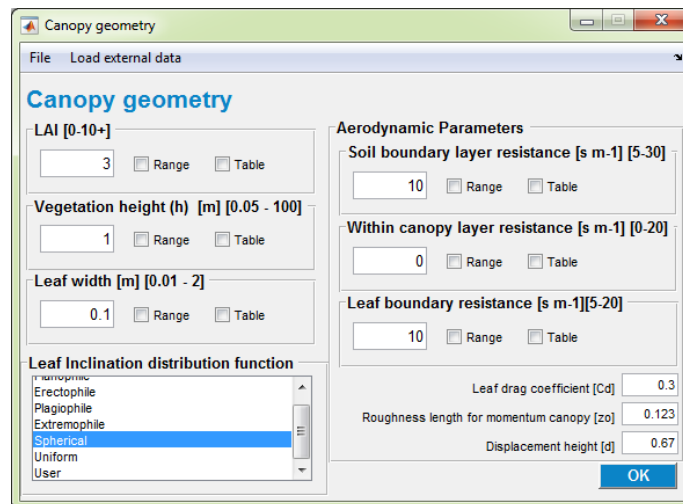 Canopy geometry
File Load external data
Canopy geometry
LAI [0-10+]
3 Range Table
Vegetation height (h) [m] [0.05 - 100]
1 Range Table
Leaf width [m] [0.01 - 2]
0.1 Range Table
Leaf Inclination distribution function
Planophile
Erectophile
Plagiophile
Extremophile
Spherical
Uniform
User
Aerodynamic Parameters
Soil boundary layer resistance [s m-1] [5-30]
10 Range Table
Within canopy layer resistance [s m-1] [0-20]
0 Range Table
Leaf boundary resistance [s m-1][5-20]
10 Range Table
Leaf drag coefficient [Cd] 0.3
Roughness length for momentum canopy [zo] 0.123
Displacement height [d] 0.67
OK